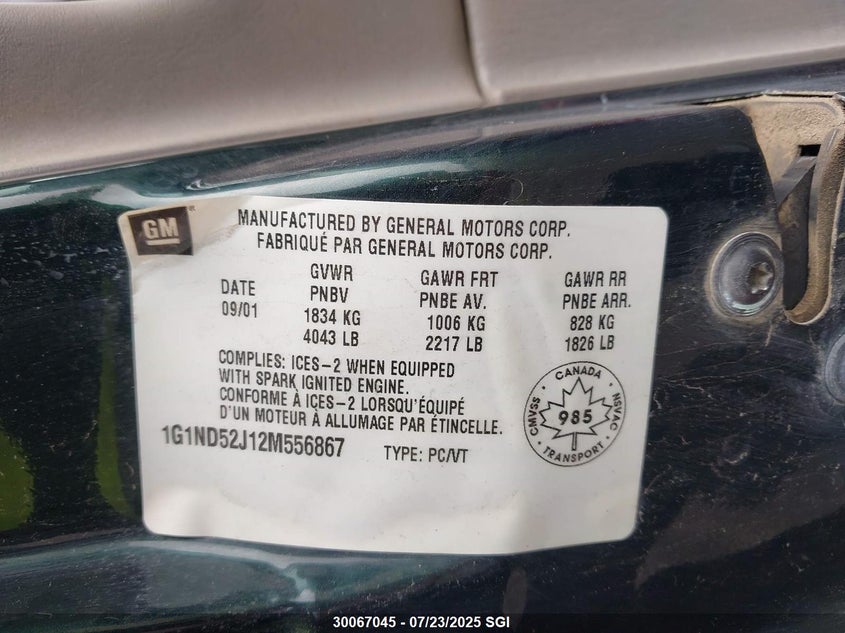 GM
MANUFACTURED BY GENERAL MOTORS CORP.
FABRIQUÉ PAR GENERAL MOTORS CORP.
DATE GVWR GAWR FRT GAWR RR
09/01 PNBV PNBE AV. PNBE ARR.
1834 KG 1006 KG 828 KG
4043 LB 2217 LB 1826 LB
COMPLIES: ICES-2 WHEN EQUIPPED
WITH SPARK IGNITED ENGINE.
CONFORME À ICES-2 LORSQU'ÉQUIPÉ
D'UN MOTEUR À ALLUMAGE PAR ÉTINCELLE.
1G1ND52J12M556867 TYPE: PC/VT
CANADA
CMVSS 985 NSVAC
TRANSPORT
30067045 - 07/23/2025 SGI